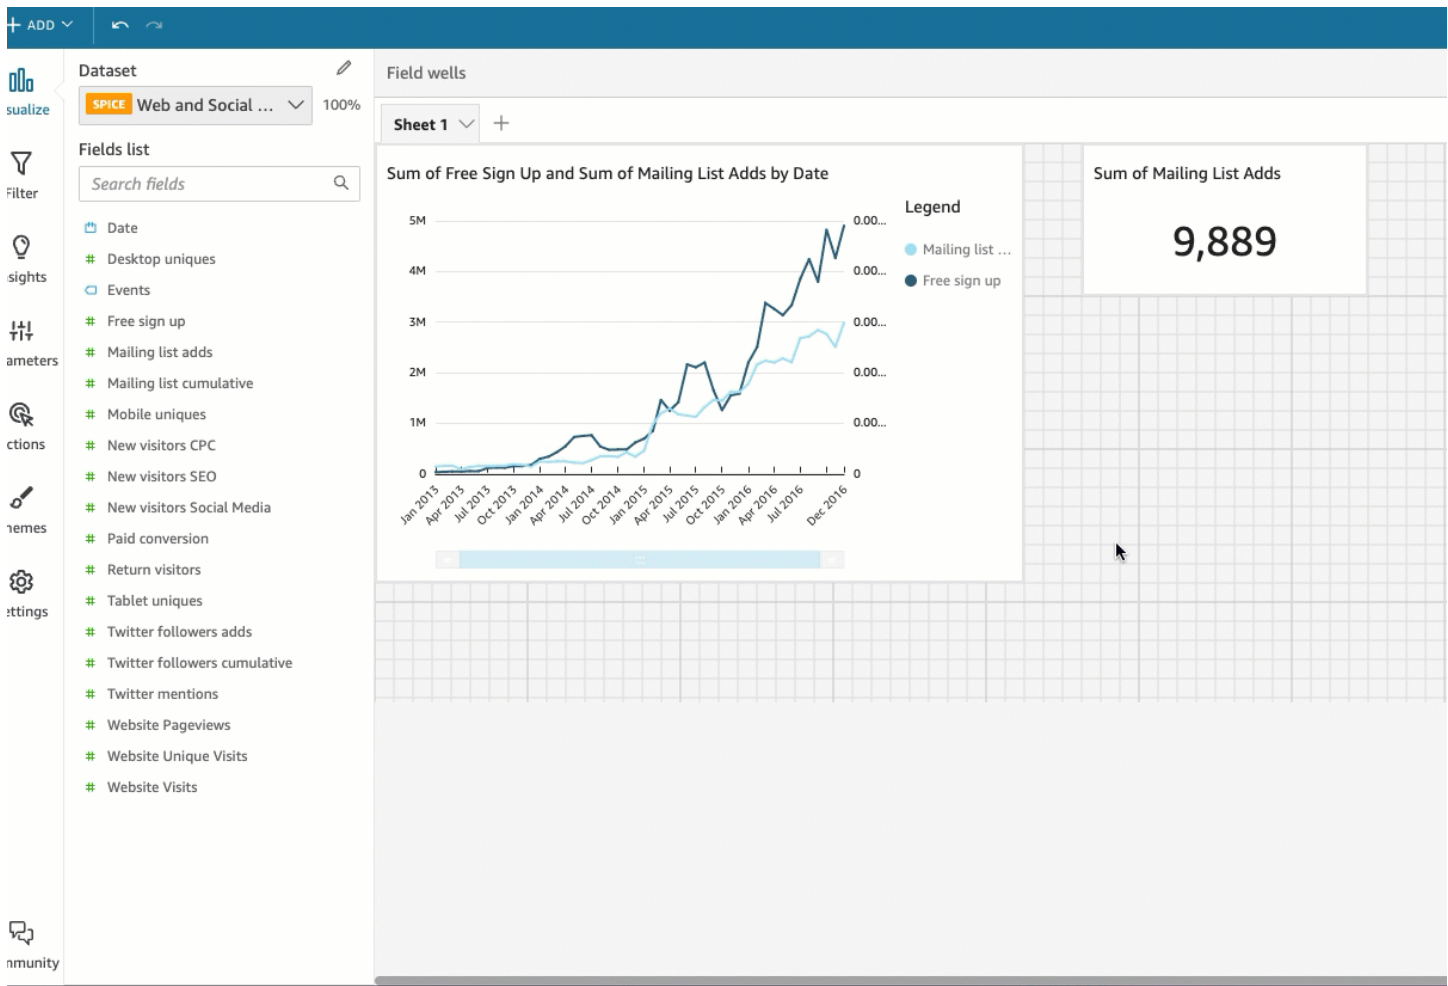 ADD
sualize
Filter
sights
ameters
ctions
hemes
ettings
mmunity
Dataset
SPICE Web and Social ... 100%
Fields list
Search fields
Date
Desktop uniques
Events
Free sign up
Mailing list adds
Mailing list cumulative
Mobile uniques
New visitors CPC
New visitors SEO
New visitors Social Media
Paid conversion
Return visitors
Tablet uniques
Twitter followers adds
Twitter followers cumulative
Twitter mentions
Website Pageviews
Website Unique Visits
Website Visits
Field wells
Sheet 1
Sum of Free Sign Up and Sum of Mailing List Adds by Date
5M
4M
3M
2M
1M
0
0.00...
0.00...
0.00...
0.00...
0.00...
0
Jan 2013
Apr 2013
Jul 2013
Oct 2013
Jan 2014
Apr 2014
Jul 2014
Oct 2014
Jan 2015
Apr 2015
Jul 2015
Oct 2015
Jan 2016
Apr 2016
Jul 2016
Dec 2016
Legend
Mailing list ...
Free sign up
Sum of Mailing List Adds
9,889